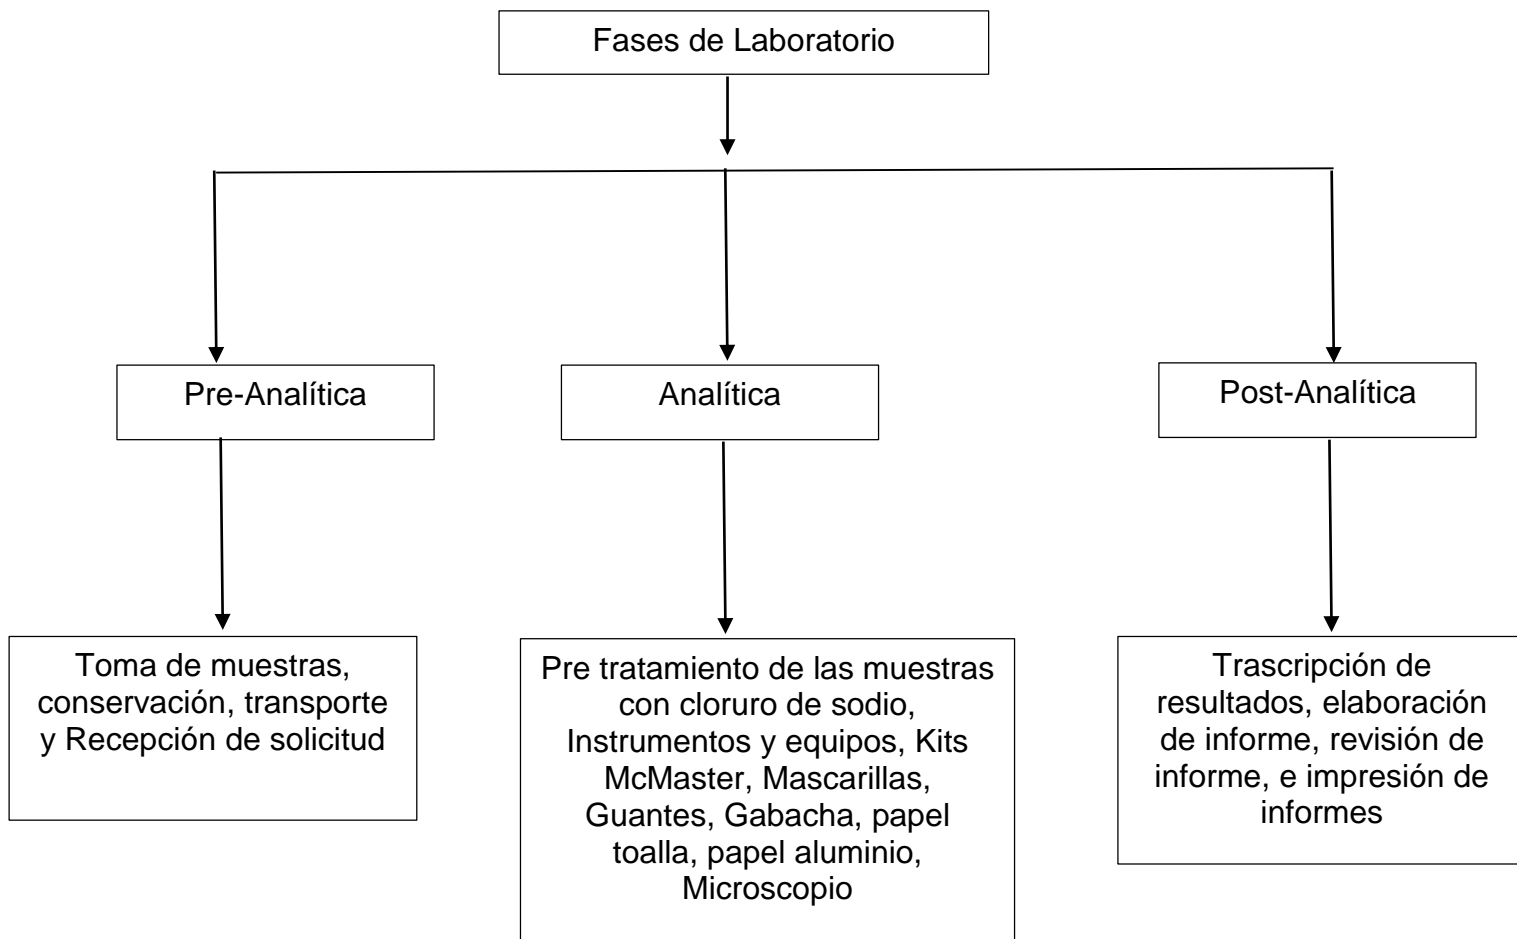 Fases de Laboratorio
Pre-Analítica
Analítica
Post-Analítica
Toma de muestras,
conservación, transporte
y Recepción de solicitud
Pre tratamiento de las muestras
con cloruro de sodio,
Instrumentos y equipos, Kits
McMaster, Mascarillas,
Guantes, Gabacha, papel
toalla, papel aluminio,
Microscopio
Trascripción de
resultados, elaboración
de informe, revisión de
informe, e impresión de
informes